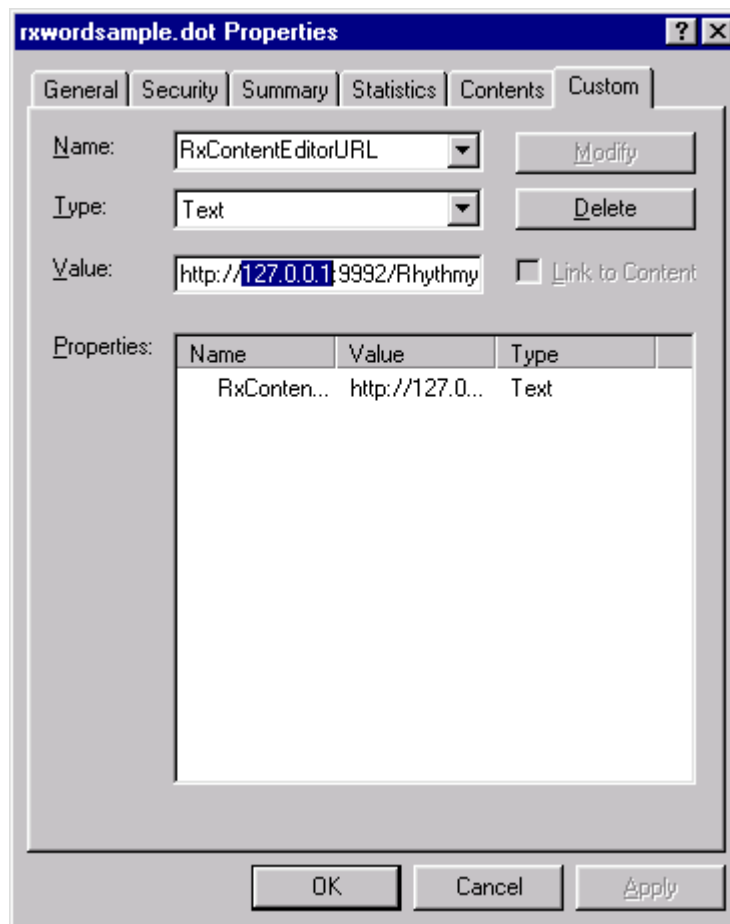 rxwordsample.dot Properties
General Security Summary Statistics Contents Custom
Name: RxContentEditorURL Modify
Type: Text Delete
Value: http://127.0.0.1:9992/Rhythmy Link to Content
Properties: Name Value Type
RxConten... http://127.0... Text
OK Cancel Apply